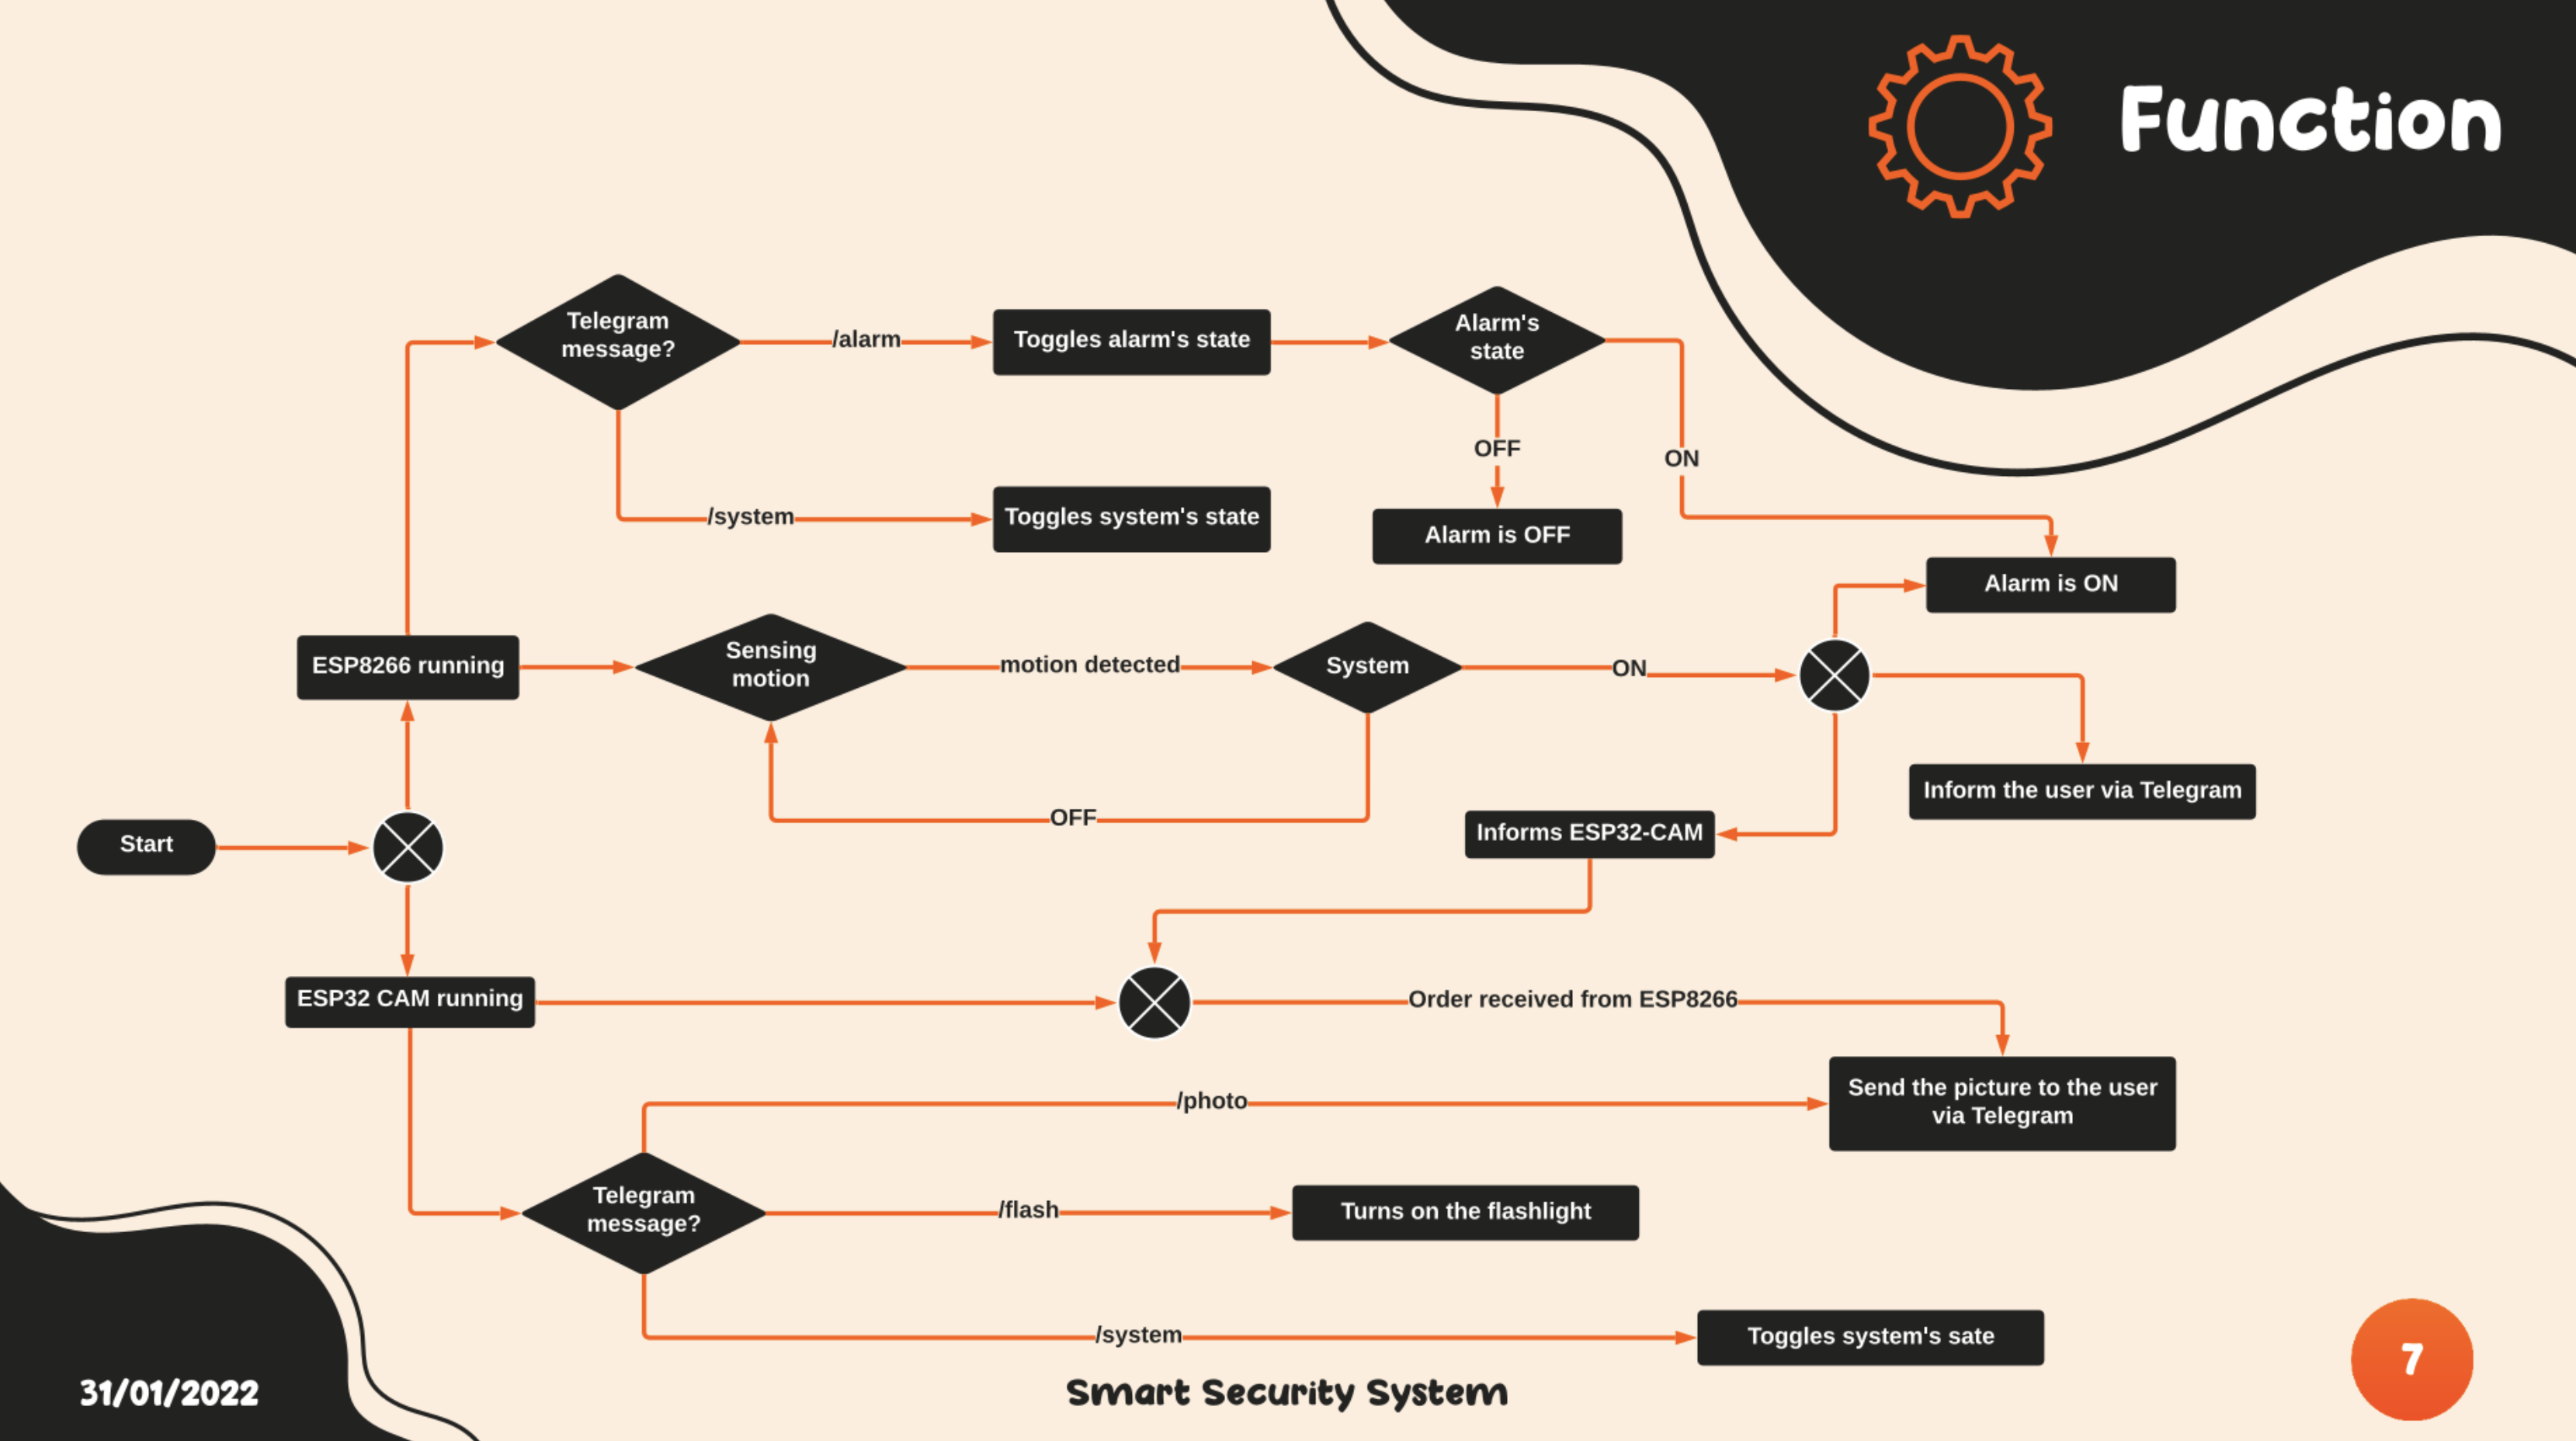 Function
Telegram
message?
/alarm
Toggles alarm's state
Alarm's
state
OFF
ON
/system
Toggles system's state
Alarm is OFF
Alarm is ON
ESP8266 running
Sensing
motion
motion detected
System
ON
OFF
Inform the user via Telegram
Informs ESP32-CAM
Start
ESP32 CAM running
Order received from ESP8266
/photo
Send the picture to the user
via Telegram
Telegram
message?
/flash
Turns on the flashlight
/system
Toggles system's sate
31/01/2022
Smart Security System
7